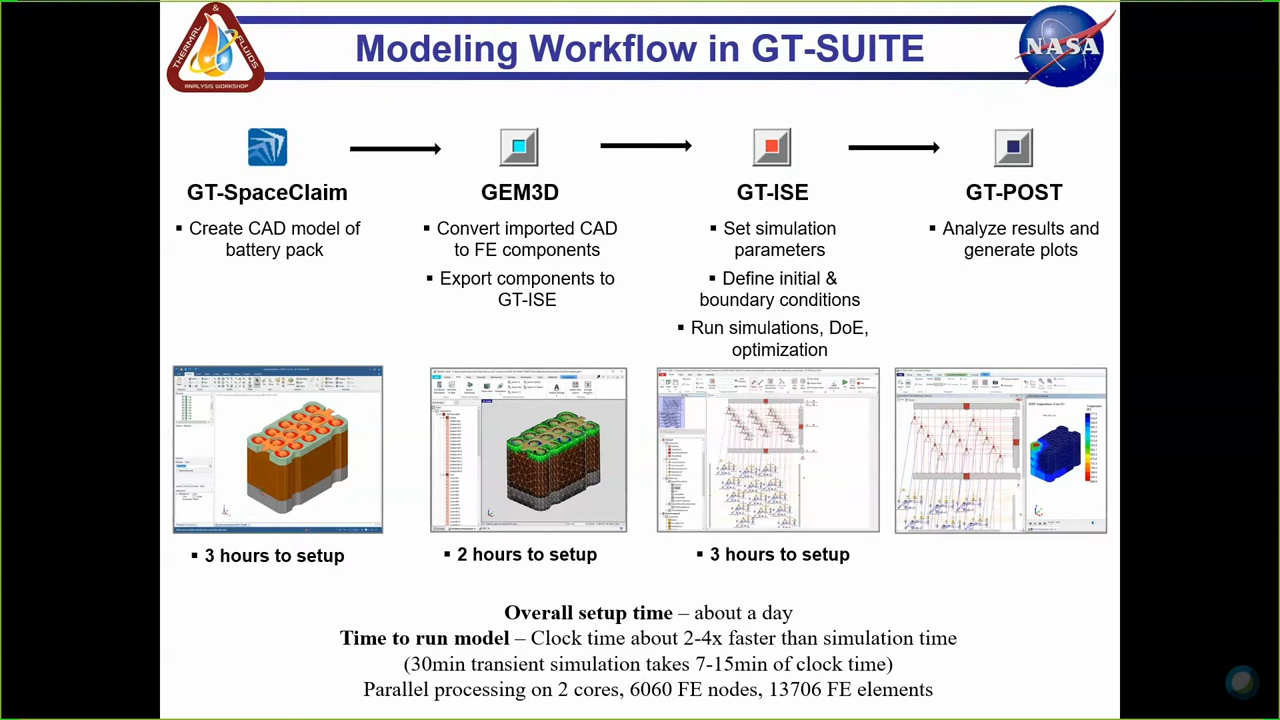 Modeling Workflow in GT-SUITE
THERMAL & FLUIDS
ANALYSIS WORKSHOP
NASA
GT-SpaceClaim
▪ Create CAD model of
battery pack
GEM3D
▪ Convert imported CAD
to FE components
▪ Export components to
GT-ISE
GT-ISE
▪ Set simulation
parameters
▪ Define initial &
boundary conditions
▪ Run simulations, DoE,
optimization
GT-POST
▪ Analyze results and
generate plots
▪ 3 hours to setup
▪ 2 hours to setup
▪ 3 hours to setup
Overall setup time – about a day
Time to run model – Clock time about 2-4x faster than simulation time
(30min transient simulation takes 7-15min of clock time)
Parallel processing on 2 cores, 6060 FE nodes, 13706 FE elements